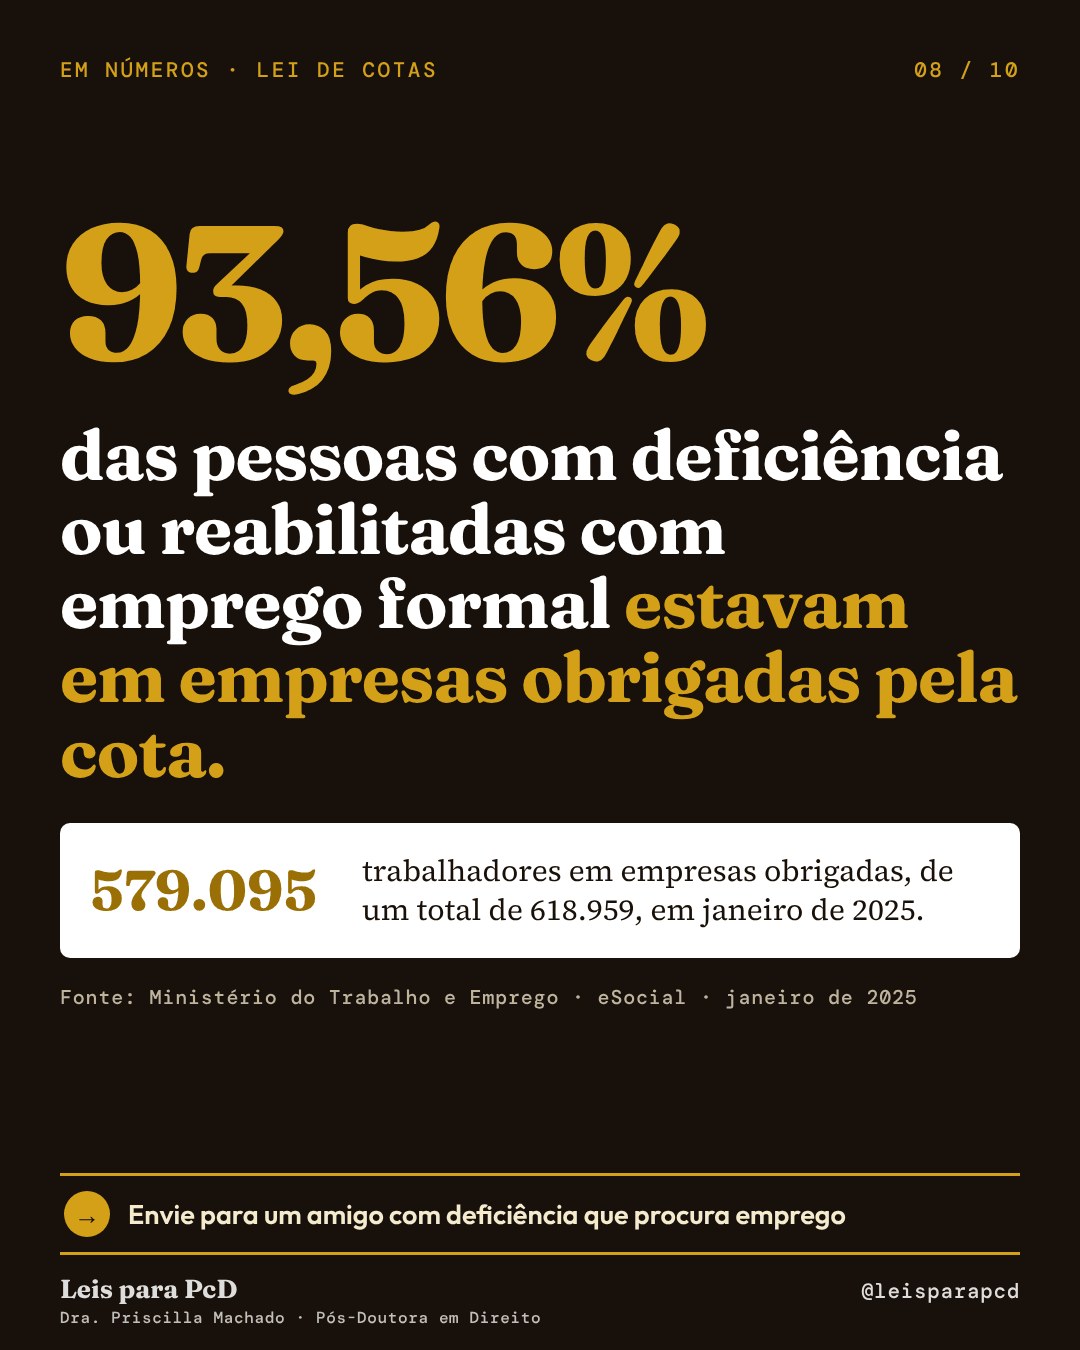 EM NÚMEROS · LEI DE COTAS
08 / 10
93,56%
das pessoas com deficiência
ou reabilitadas com
emprego formal estavam
em empresas obrigadas pela
cota.
579.095
trabalhadores em empresas obrigadas, de
um total de 618.959, em janeiro de 2025.
Fonte: Ministério do Trabalho e Emprego · eSocial · janeiro de 2025
→ Envie para um amigo com deficiência que procura emprego
Leis para PcD
@leisparapcd
Dra. Priscilla Machado · Pós-Doutora em Direito